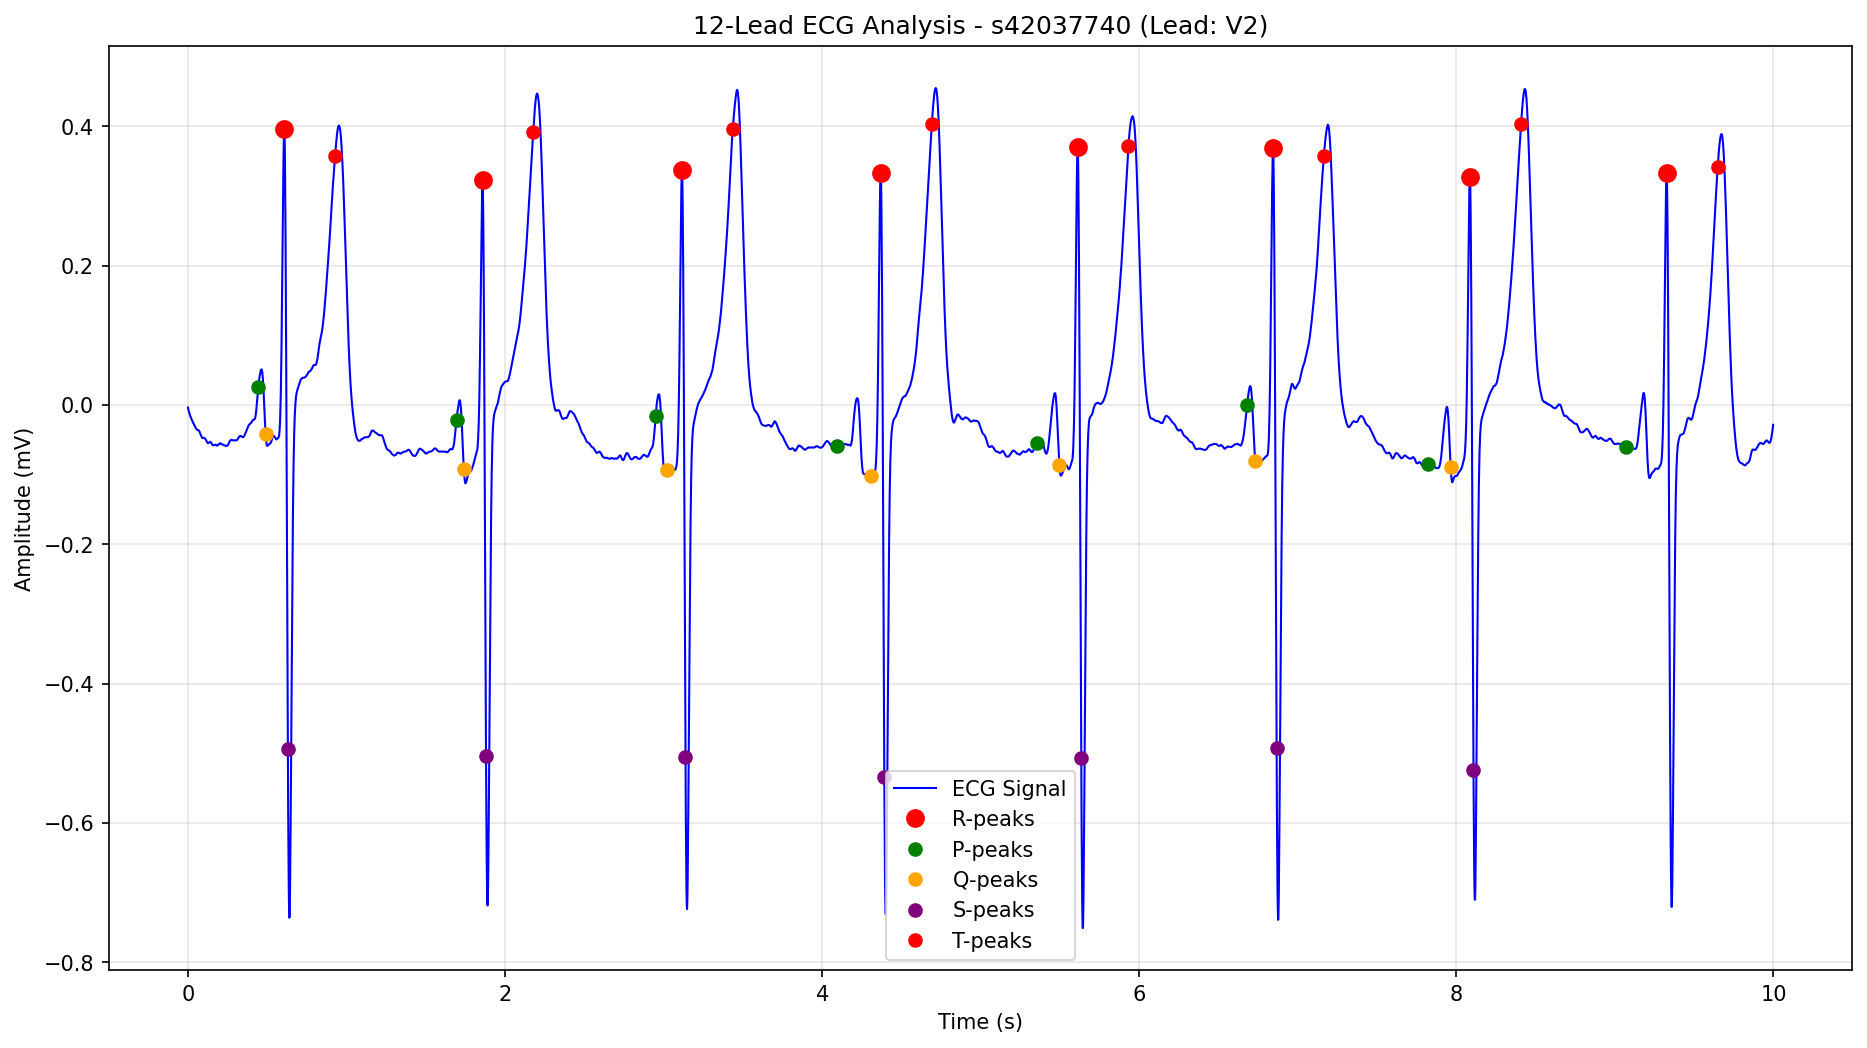 12-Lead ECG Analysis - s42037740 (Lead: V2)
Amplitude (mV)
0.4
0.2
0.0
−0.2
−0.4
−0.6
−0.8
0
2
4
6
8
10
Time (s)
ECG Signal
R-peaks
P-peaks
Q-peaks
S-peaks
T-peaks